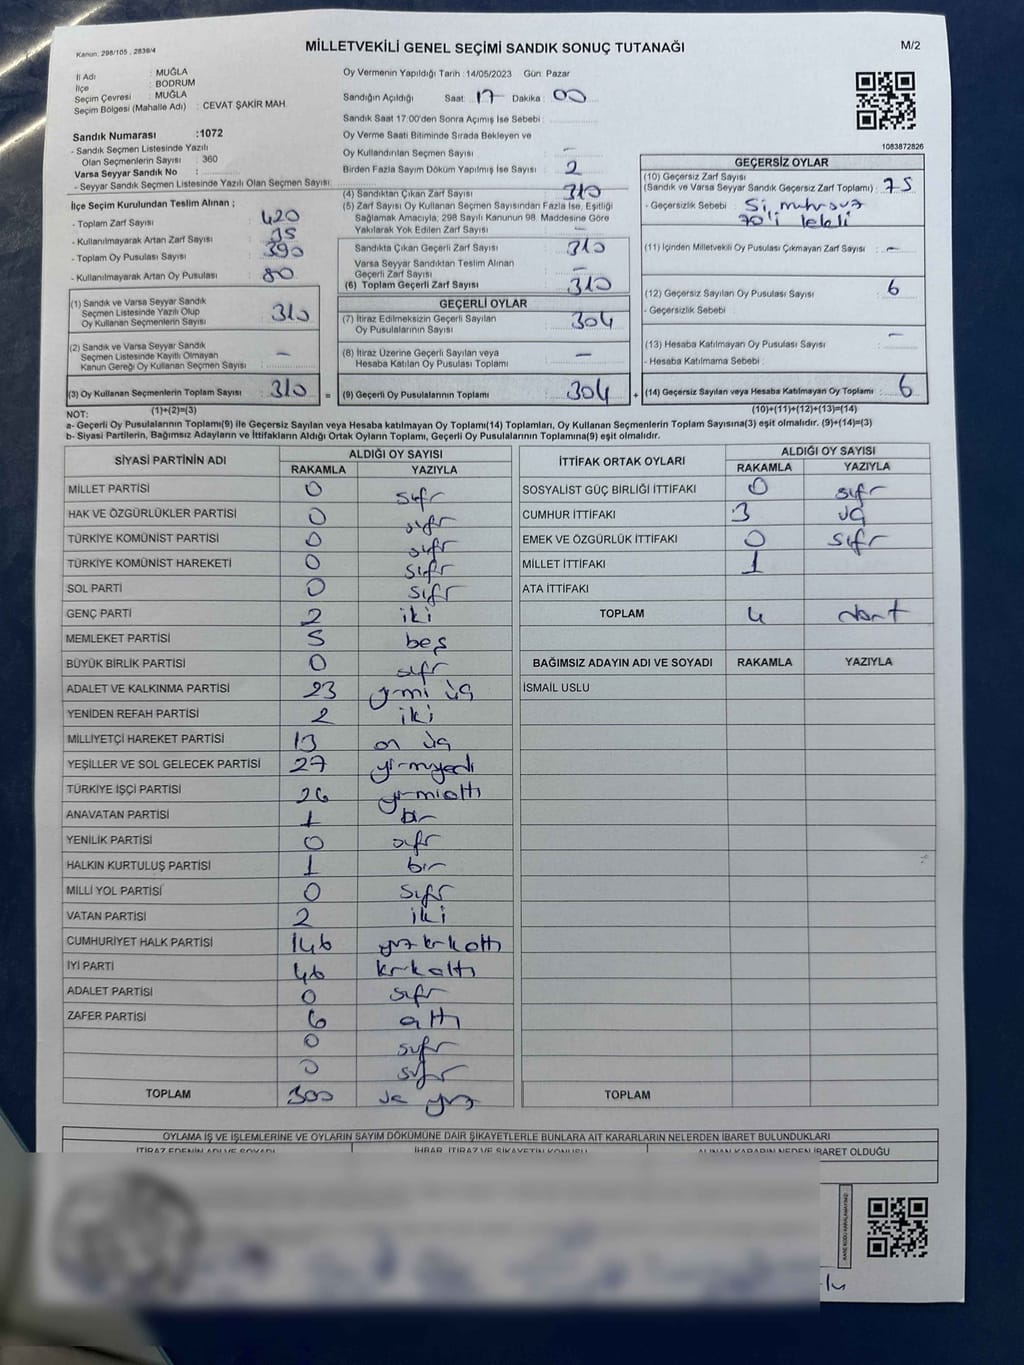 Kanun: 298/105 , 2839/4
MİLLETVEKİLİ GENEL SEÇİMİ SANDIK SONUÇ TUTANAĞI
M/2
İl Adı : MUĞLA
İlçe : BODRUM
Seçim Çevresi : MUĞLA
Seçim Bölgesi (Mahalle Adı) : CEVAT ŞAKİR MAH.
Sandık Numarası :1072
- Sandık Seçmen Listesinde Yazılı
Olan Seçmenlerin Sayısı : 360
Varsa Seyyar Sandık No :
- Seyyar Sandık Seçmen Listesinde Yazılı Olan Seçmen Sayısı:
İlçe Seçim Kurulundan Teslim Alınan ;
- Toplam Zarf Sayısı : 420
- Kullanılmayarak Artan Zarf Sayısı : 35
- Toplam Oy Pusulası Sayısı : 390
- Kullanılmayarak Artan Oy Pusulası : 80
(1) Sandık ve Varsa Seyyar Sandık
Seçmen Listesinde Yazılı Olup
Oy Kullanan Seçmenlerin Sayısı : 310
(2) Sandık ve Varsa Seyyar Sandık
Seçmen Listesinde Kayıtlı Olmayan
Kanun Gereği Oy Kullanan Seçmen Sayısı : -
(3) Oy Kullanan Seçmenlerin Toplam Sayısı : 310
(1)+(2)=(3)
Oy Vermenin Yapıldığı Tarih :14/05/2023 Gün: Pazar
Sandığın Açıldığı Saat: 17 Dakika : 00
Sandık Saat 17:00'den Sonra Açımış İse Sebebi :
Oy Verme Saati Bitiminde Sırada Bekleyen ve
Oy Kullandırılan Seçmen Sayısı : -
Birden Fazla Sayım Döküm Yapılmış İse Sayısı : 2
(4) Sandıktan Çıkan Zarf Sayısı : 310
(5) Zarf Sayısı Oy Kullanan Seçmen Sayısından Fazla İse, Eşitliği
Sağlamak Amacıyla, 298 Sayılı Kanunun 98. Maddesine Göre
Yakılarak Yok Edilen Zarf Sayısı : -
Sandıkta Çıkan Geçerli Zarf Sayısı : 310
Varsa Seyyar Sandıktan Teslim Alınan
Geçerli Zarf Sayısı : -
(6) Toplam Geçerli Zarf Sayısı : 310
GEÇERLİ OYLAR
(7) İtiraz Edilmeksizin Geçerli Sayılan
Oy Pusulalarının Sayısı : 304
(8) İtiraz Üzerine Geçerli Sayılan veya
Hesaba Katılan Oy Pusulası Toplamı : -
= (9) Geçerli Oy Pusulalarının Toplamı : 304 +
1083872826
GEÇERSİZ OYLAR
(10) Geçersiz Zarf Sayısı
(Sandık ve Varsa Seyyar Sandık Geçersiz Zarf Toplamı) : 75
- Geçersizlik Sebebi :
70'i lekeli
(11) İçinden Milletvekili Oy Pusulası Çıkmayan Zarf Sayısı : -
(12) Geçersiz Sayılan Oy Pusulası Sayısı : 6
- Geçersizlik Sebebi :
(13) Hesaba Katılmayan Oy Pusulası Sayısı : -
- Hesaba Katılmama Sebebi :
(14) Geçersiz Sayılan veya Hesaba Katılmayan Oy Toplamı : 6
(10)+(11)+(12)+(13)=(14)
NOT:
a- Geçerli Oy Pusulalarının Toplamı(9) ile Geçersiz Sayılan veya Hesaba katılmayan Oy Toplamı(14) Toplamları, Oy Kullanan Seçmenlerin Toplam Sayısına(3) eşit olmalıdır. (9)+(14)=(3)
b- Siyasi Partilerin, Bağımsız Adayların ve İttifakların Aldığı Ortak Oyların Toplamı, Geçerli Oy Pusulalarının Toplamına(9) eşit olmalıdır.
SİYASİ PARTİNİN ADI ALDIĞI OY SAYISI
RAKAMLA YAZIYLA
MİLLET PARTİSİ 0 sıfr
HAK VE ÖZGÜRLÜKLER PARTİSİ 0 sıfr
TÜRKİYE KOMÜNİST PARTİSİ 0 sıfr
TÜRKİYE KOMÜNİST HAREKETİ 0 sıfr
SOL PARTİ 0 sıfr
GENÇ PARTİ 2 iki
MEMLEKET PARTİSİ 5 beş
BÜYÜK BİRLİK PARTİSİ 0 sıfr
ADALET VE KALKINMA PARTİSİ 23 yirmi üç
YENİDEN REFAH PARTİSİ 2 iki
MİLLİYETÇİ HAREKET PARTİSİ 13 on üç
YEŞİLLER VE SOL GELECEK PARTİSİ 27 yirmiyedi
TÜRKİYE İŞÇİ PARTİSİ 26 yirmialtı
ANAVATAN PARTİSİ 1 bir
YENİLİK PARTİSİ 0 sıfr
HALKIN KURTULUŞ PARTİSİ 1 bir
MİLLİ YOL PARTİSİ 0 sıfr
VATAN PARTİSİ 2 iki
CUMHURİYET HALK PARTİSİ 146 yüz kırkaltı
İYİ PARTİ 46 kırkaltı
ADALET PARTİSİ 0 sıfr
ZAFER PARTİSİ 6 altı
0 sıfır
0 sıfır
TOPLAM 300 üç yüz
İTTİFAK ORTAK OYLARI ALDIĞI OY SAYISI
RAKAMLA YAZIYLA
SOSYALİST GÜÇ BİRLİĞİ İTTİFAKI 0 sıfr
CUMHUR İTTİFAKI 3 üç
EMEK VE ÖZGÜRLÜK İTTİFAKI 0 sıfr
MİLLET İTTİFAKI 1
ATA İTTİFAKI
TOPLAM 4 dört
BAĞIMSIZ ADAYIN ADI VE SOYADI RAKAMLA YAZIYLA
İSMAİL USLU
TOPLAM
OYLAMA İŞ VE İŞLEMLERİNE VE OYLARIN SAYIM DÖKÜMÜNE DAİR ŞİKAYETLERLE BUNLARA AİT KARARLARIN NELERDEN İBARET BULUNDUKLARI
İTİRAZ EDENİN ADI VE SOYADI İHBAR, İTİRAZ VE ŞİKAYETİN KONUSU ALINAN KARARIN NEDEN İBARET OLDUĞU